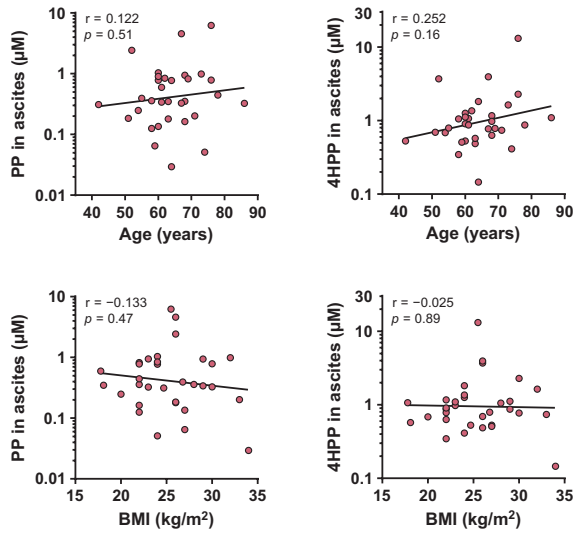 r = 0.122
p = 0.51
PP in ascites (µM)
10
1
0.1
0.01
40 50 60 70 80 90
Age (years)
r = 0.252
p = 0.16
4HPP in ascites (µM)
30
10
1
0.1
40 50 60 70 80 90
Age (years)
r = −0.133
p = 0.47
PP in ascites (µM)
10
1
0.1
0.01
15 20 25 30 35
BMI (kg/m²)
r = −0.025
p = 0.89
4HPP in ascites (µM)
30
10
1
0.1
15 20 25 30 35
BMI (kg/m²)